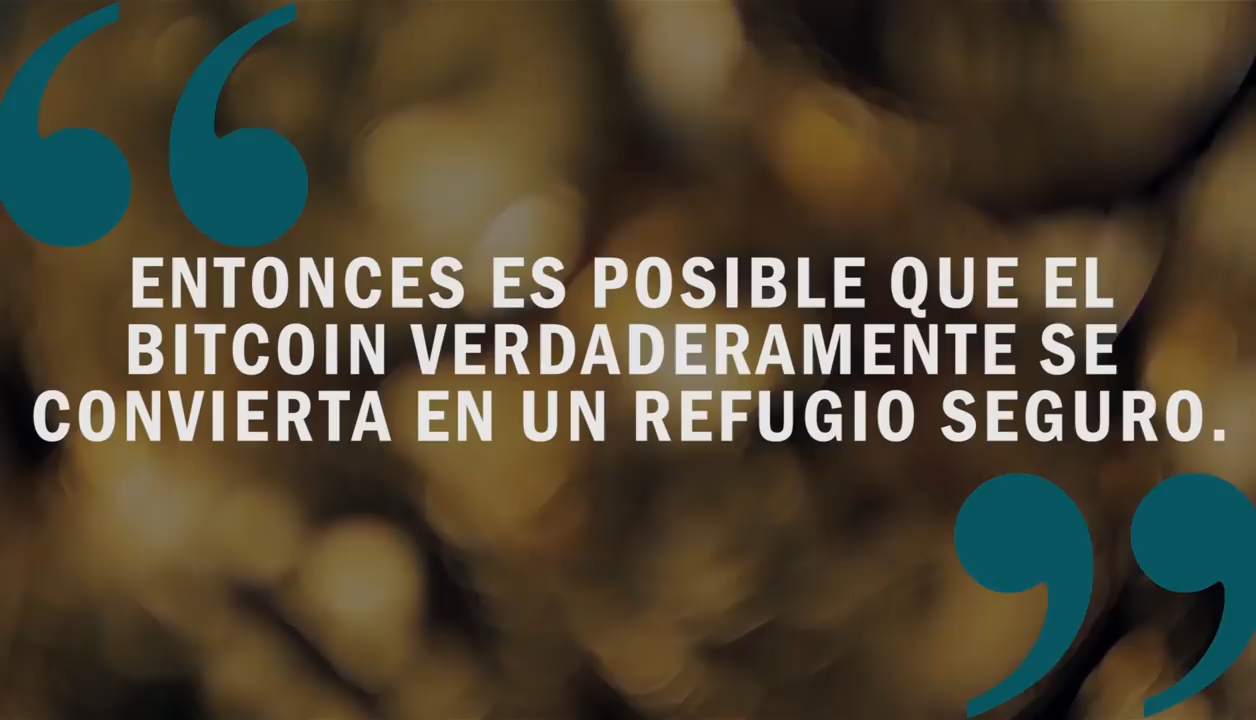 ENTONCES ES POSIBLE QUE EL
BITCOIN VERDADERAMENTE SE
CONVIERTA EN UN REFUGIO SEGURO.